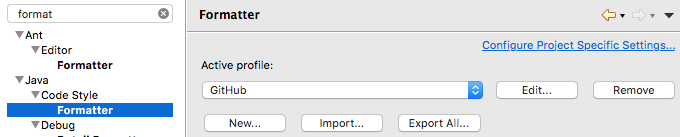 format
Ant
Editor
Formatter
Java
Code Style
Formatter
Debug
Formatter
Configure Project Specific Settings...
Active profile:
GitHub
Edit...
Remove
New...
Import...
Export All...